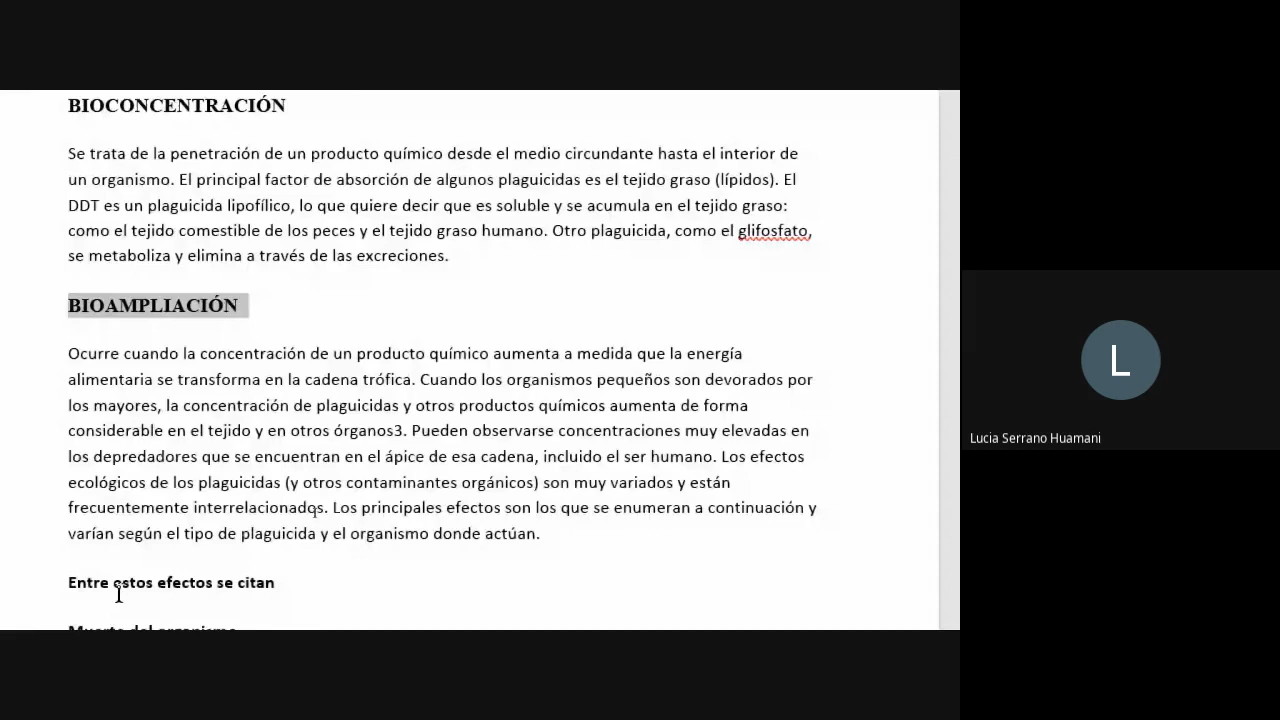 BIOCONCENTRACIÓN
Se trata de la penetración de un producto químico desde el medio circundante hasta el interior de
un organismo. El principal factor de absorción de algunos plaguicidas es el tejido graso (lípidos). El
DDT es un plaguicida lipofílico, lo que quiere decir que es soluble y se acumula en el tejido graso:
como el tejido comestible de los peces y el tejido graso humano. Otro plaguicida, como el glifosfato,
se metaboliza y elimina a través de las excreciones.
BIOAMPLIACIÓN
Ocurre cuando la concentración de un producto químico aumenta a medida que la energía
alimentaria se transforma en la cadena trófica. Cuando los organismos pequeños son devorados por
los mayores, la concentración de plaguicidas y otros productos químicos aumenta de forma
considerable en el tejido y en otros órganos3. Pueden observarse concentraciones muy elevadas en
los depredadores que se encuentran en el ápice de esa cadena, incluido el ser humano. Los efectos
ecológicos de los plaguicidas (y otros contaminantes orgánicos) son muy variados y están
frecuentemente interrelacionados. Los principales efectos son los que se enumeran a continuación y
varían según el tipo de plaguicida y el organismo donde actúan.
Entre estos efectos se citan
Muerte del organismo
L
Lucia Serrano Huamani